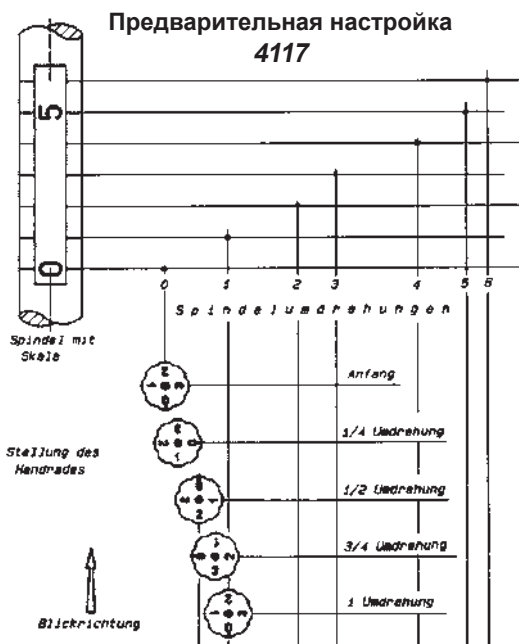 Предварительная настройка
4117
5
0
0 1 2 3 4 5 6
Spindelumdrehungen
Spindel mit
Skala
Anfang
1/4 Umdrehung
Stellung des
Handrades
1/2 Umdrehung
3/4 Umdrehung
1 Umdrehung
Blickrichtung